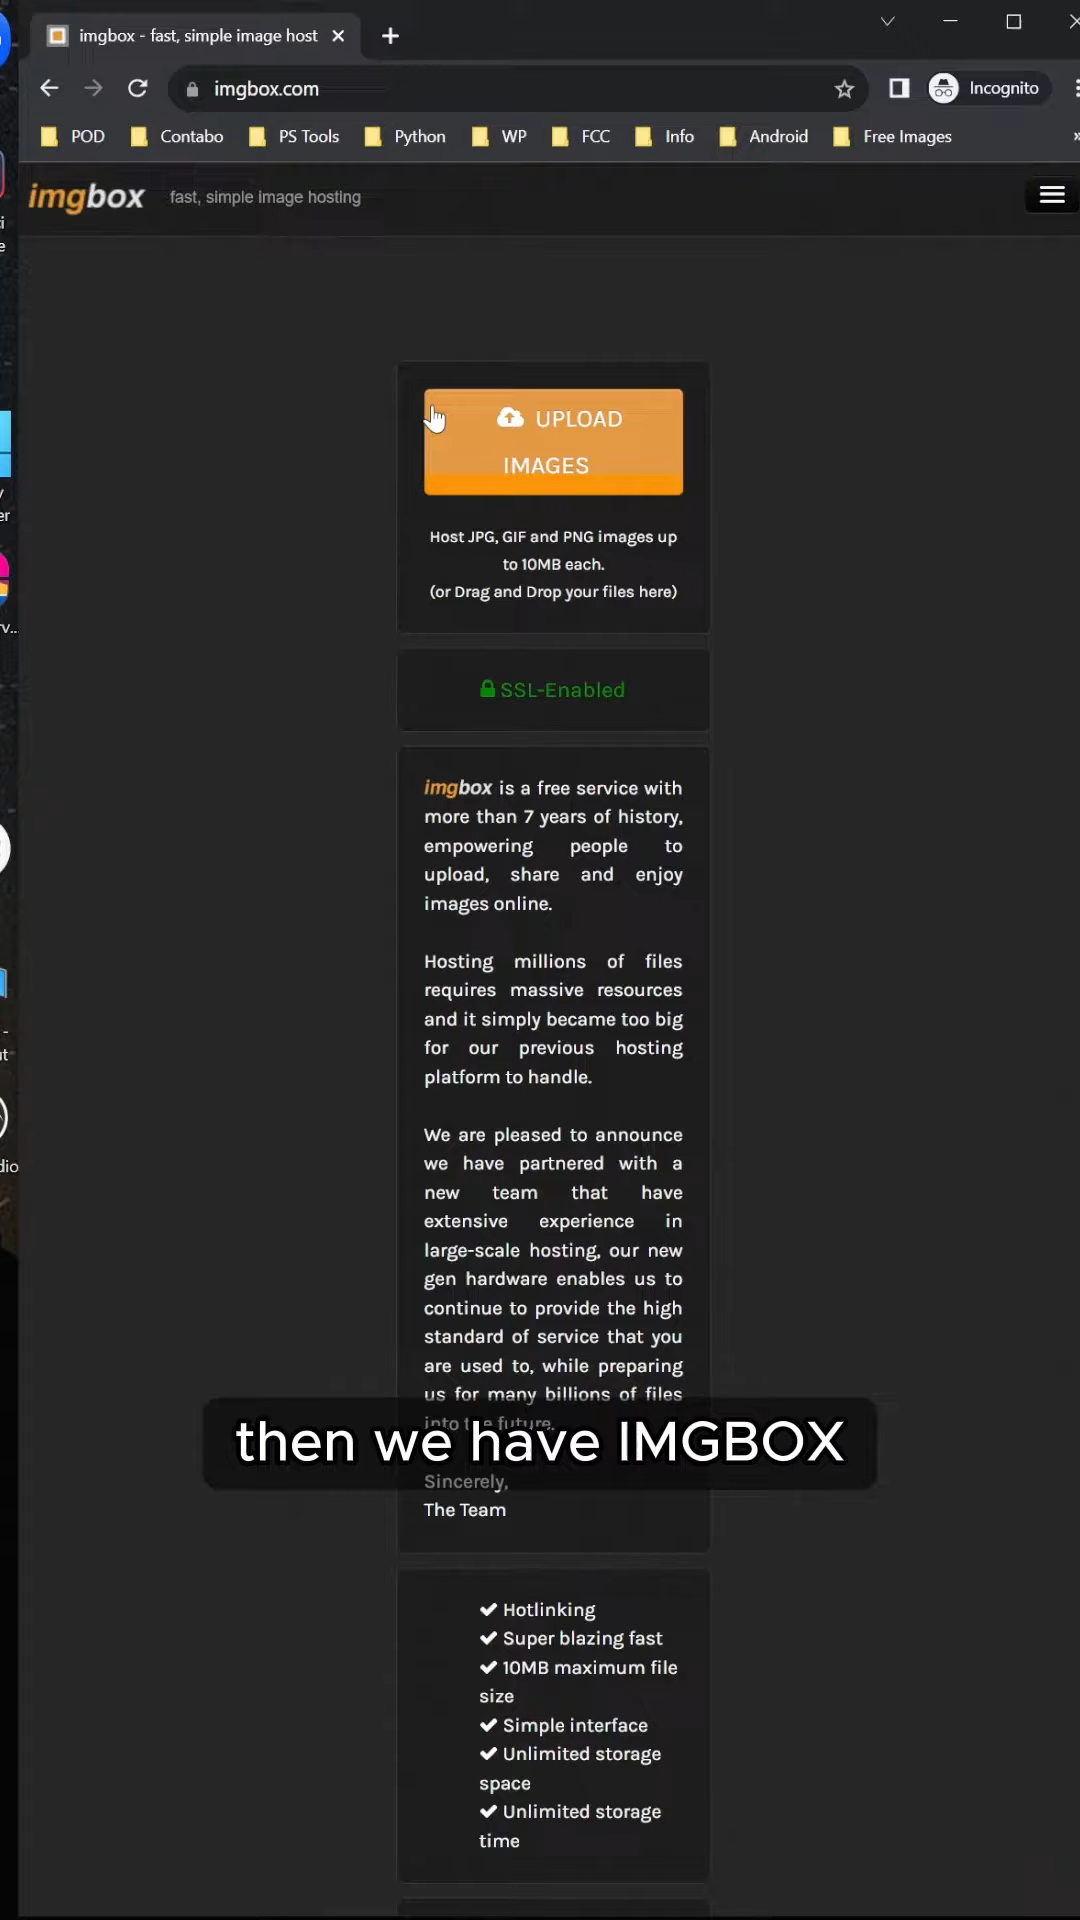 imgbox - fast, simple image host
imgbox.com
Incognito
POD Contabo PS Tools Python WP FCC Info Android Free Images
imgbox fast, simple image hosting
UPLOAD
IMAGES
Host JPG, GIF and PNG images up
to 10MB each.
(or Drag and Drop your files here)
SSL-Enabled
imgbox is a free service with
more than 7 years of history,
empowering people to
upload, share and enjoy
images online.
Hosting millions of files
requires massive resources
and it simply became too big
for our previous hosting
platform to handle.
We are pleased to announce
we have partnered with a
new team that have
extensive experience in
large-scale hosting, our new
gen hardware enables us to
continue to provide the high
standard of service that you
are used to, while preparing
us for many billions of files
into the future.
then we have IMGBOX
Sincerely,
The Team
Hotlinking
Super blazing fast
10MB maximum file
size
Simple interface
Unlimited storage
space
Unlimited storage
time